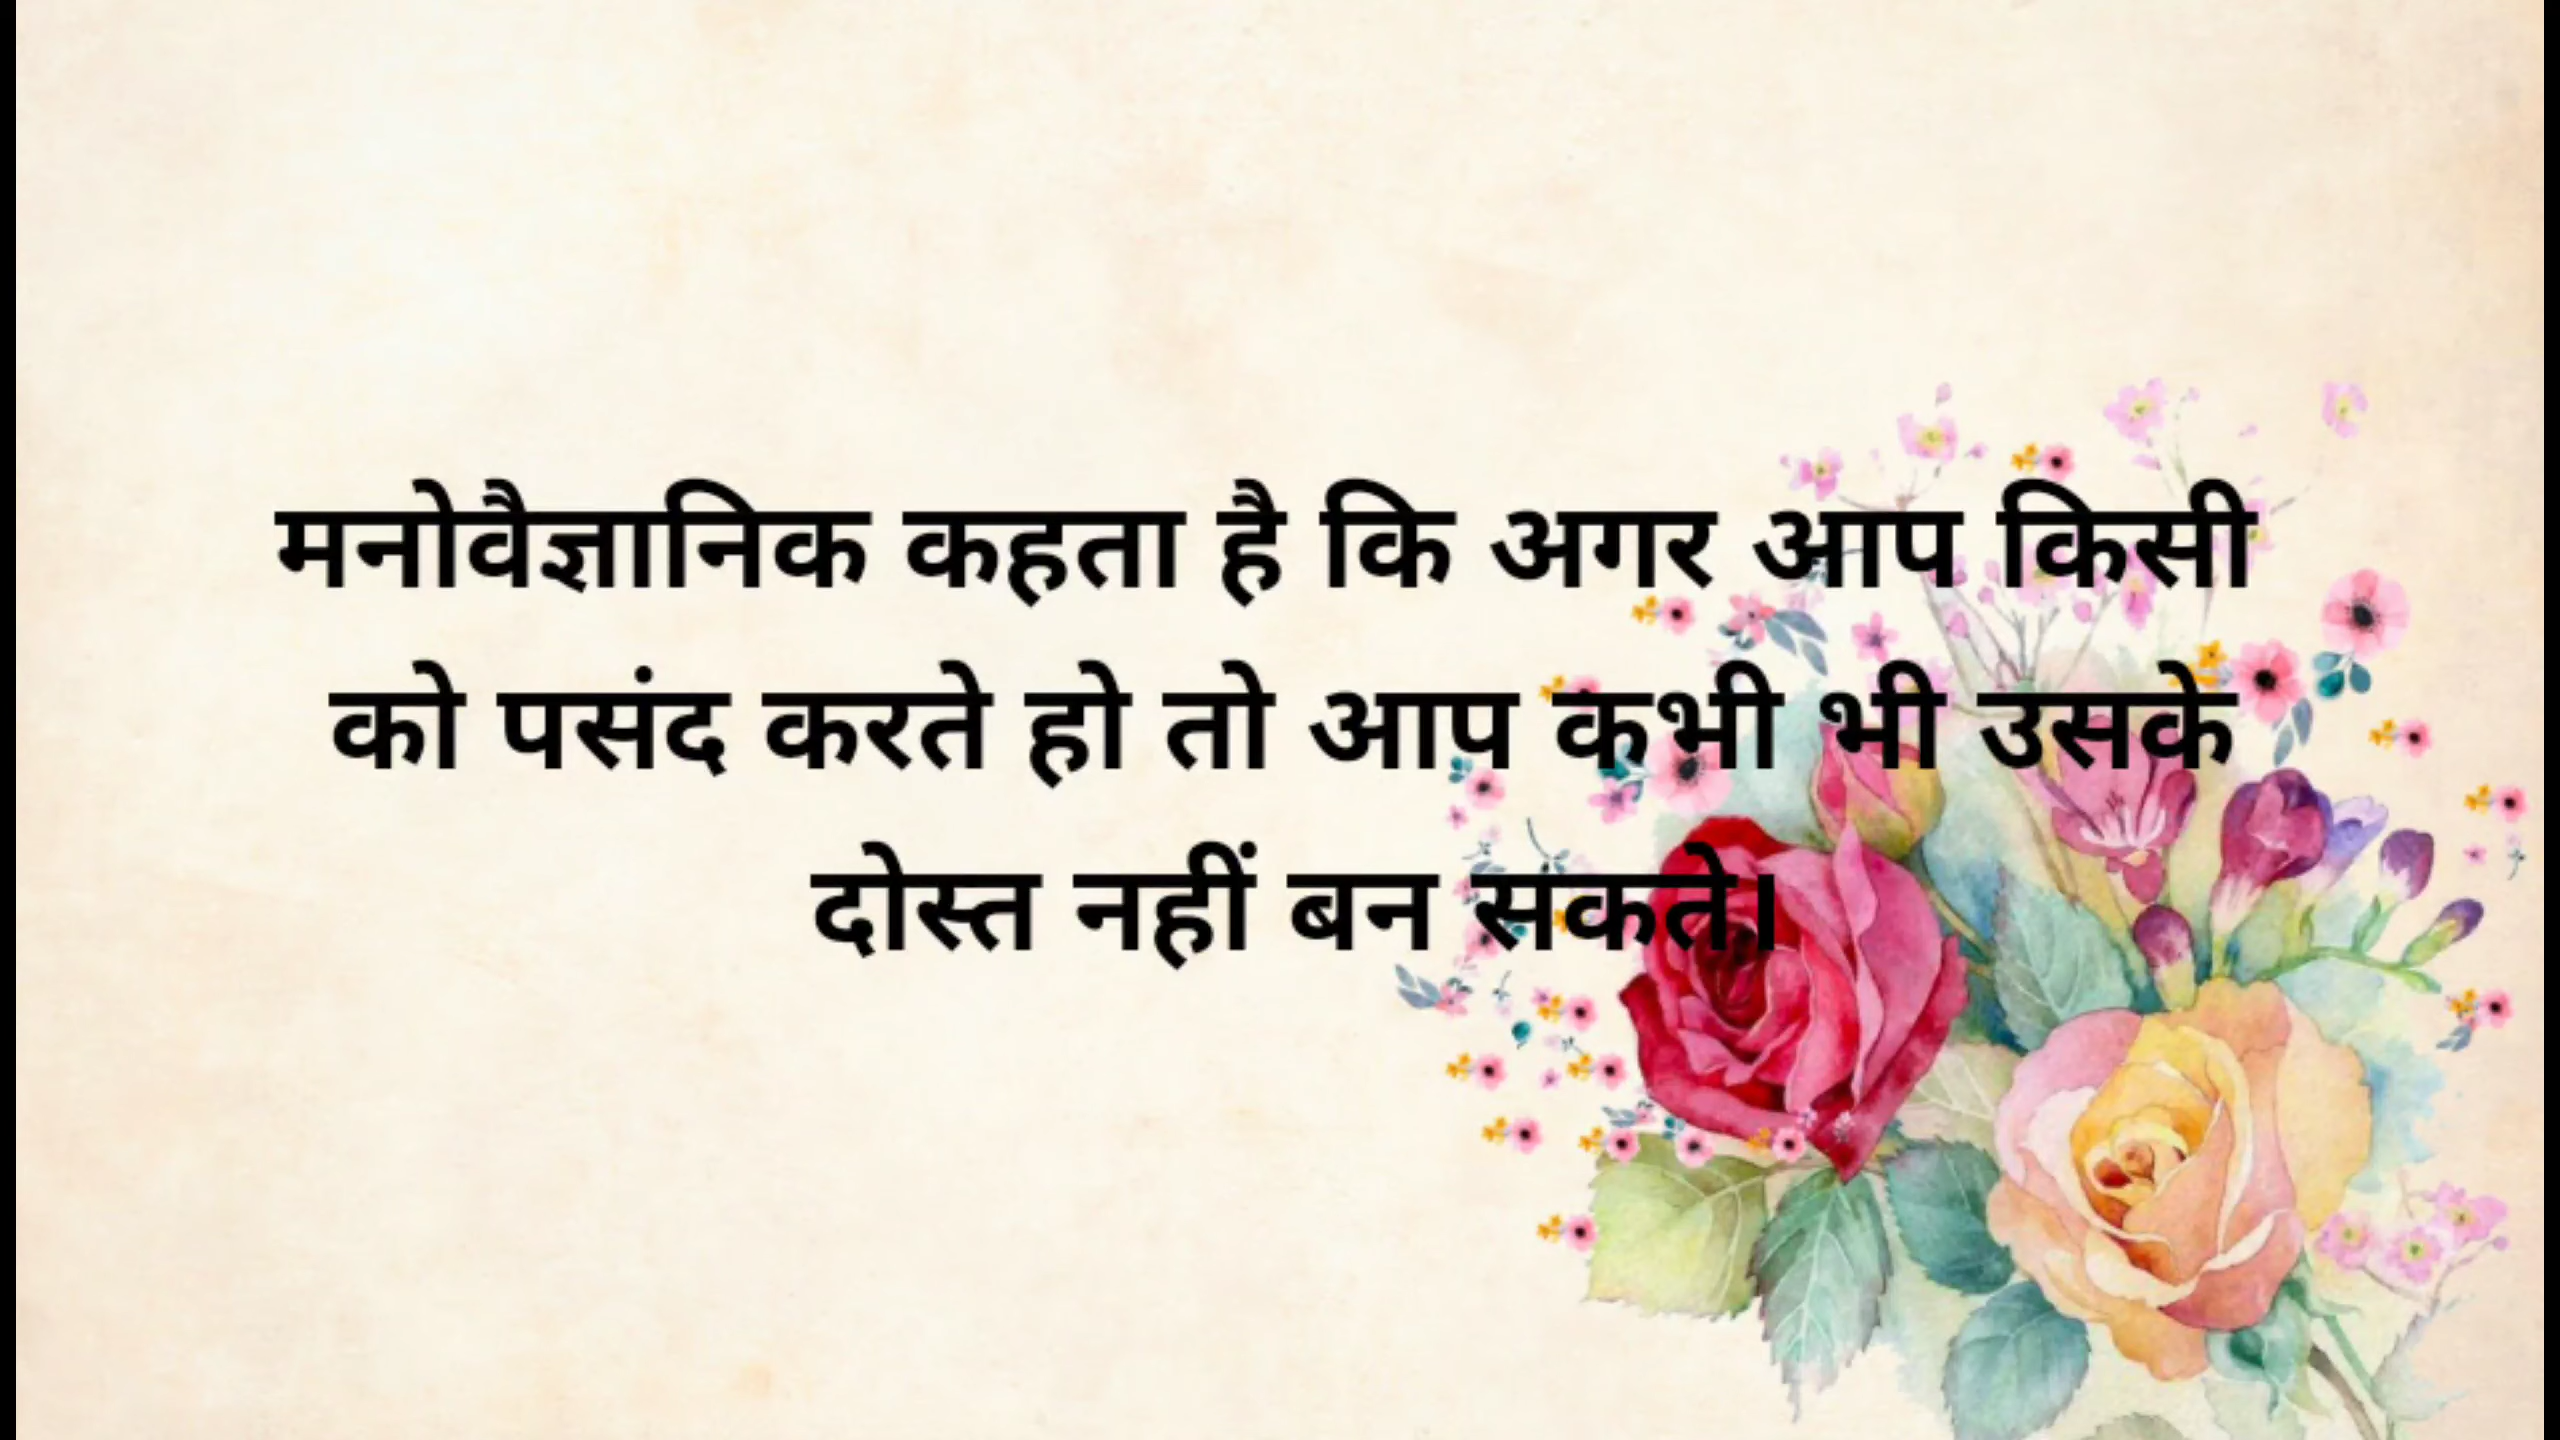 मनोवैज्ञानिक कहता है कि अगर आप किसी
को पसंद करते हो तो आप कभी भी उसके
दोस्त नहीं बन सकते।